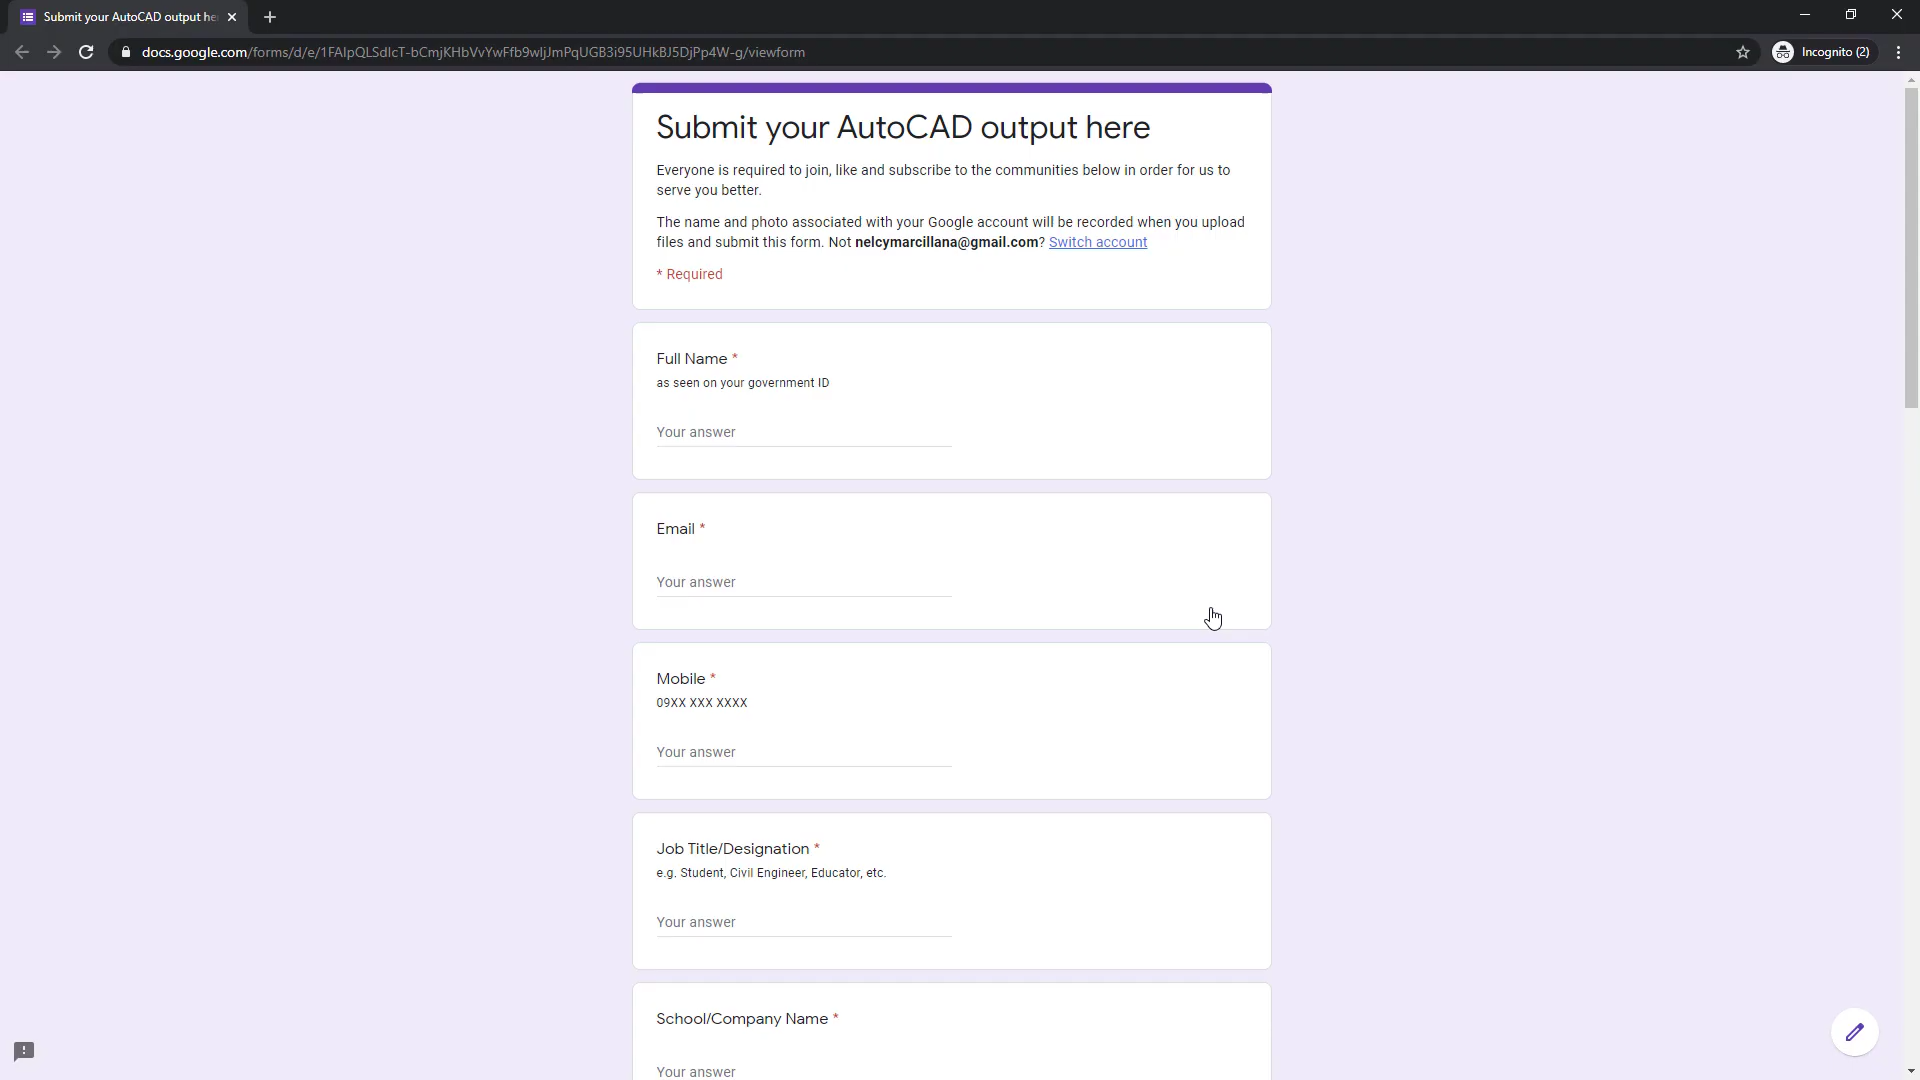 Submit your AutoCAD output he
docs.google.com/forms/d/e/1FAIpQLSdIcT-bCmjKHbVvYwFfb9wIjJmPqUGB3i95UHkBJ5DjPp4W-g/viewform
Incognito (2)
Submit your AutoCAD output here
Everyone is required to join, like and subscribe to the communities below in order for us to
serve you better.
The name and photo associated with your Google account will be recorded when you upload
files and submit this form. Not nelcymarcillana@gmail.com? Switch account
* Required
Full Name *
as seen on your government ID
Your answer
Email *
Your answer
Mobile *
09XX XXX XXXX
Your answer
Job Title/Designation *
e.g. Student, Civil Engineer, Educator, etc.
Your answer
School/Company Name *
Your answer